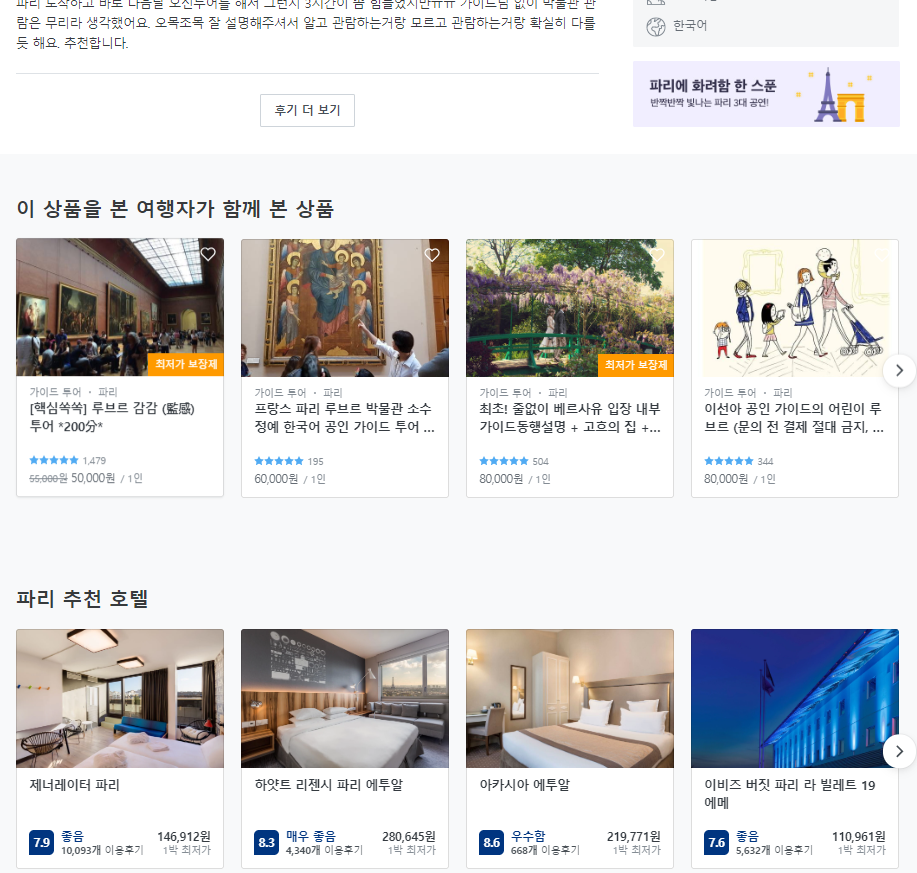 파리 도착하고 바로 다음날 오전투어를 해서 그런지 3시간이 좀 힘들었지만ㅠㅠ 가이드님 없이 박물관 관
람은 무리라 생각했어요. 오목조목 잘 설명해주셔서 알고 관람하는거랑 모르고 관람하는거랑 확실히 다를
듯 해요. 추천합니다.
후기 더 보기
한국어
파리에 화려함 한 스푼
반짝반짝 빛나는 파리 3대 공연!
이 상품을 본 여행자가 함께 본 상품
최저가 보장제
가이드 투어 · 파리
[핵심쏙쏙] 루브르 감감 (監感)
투어 *200分*
1,479
55,000원 50,000원 / 1인
가이드 투어 · 파리
프랑스 파리 루브르 박물관 소수
정예 한국어 공인 가이드 투어 ...
195
60,000원 / 1인
최저가 보장제
가이드 투어 · 파리
최초! 줄없이 베르사유 입장 내부
가이드동행설명 + 고흐의 집 +...
504
80,000원 / 1인
가이드 투어 · 파리
이선아 공인 가이드의 어린이 루
브르 (문의 전 결제 절대 금지, ...
344
80,000원 / 1인
파리 추천 호텔
제너레이터 파리
7.9 좋음 146,912원
10,093개 이용후기 1박 최저가
하얏트 리젠시 파리 에투알
8.3 매우 좋음 280,645원
4,340개 이용후기 1박 최저가
아카시아 에투알
8.6 우수함 219,771원
668개 이용후기 1박 최저가
이비즈 버짓 파리 라 빌레트 19
에메
7.6 좋음 110,961원
5,632개 이용후기 1박 최저가